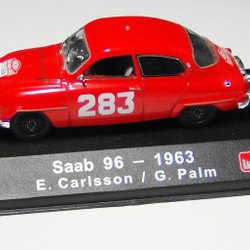 283
Saab 96 – 1963
E. Carlsson / G. Palm